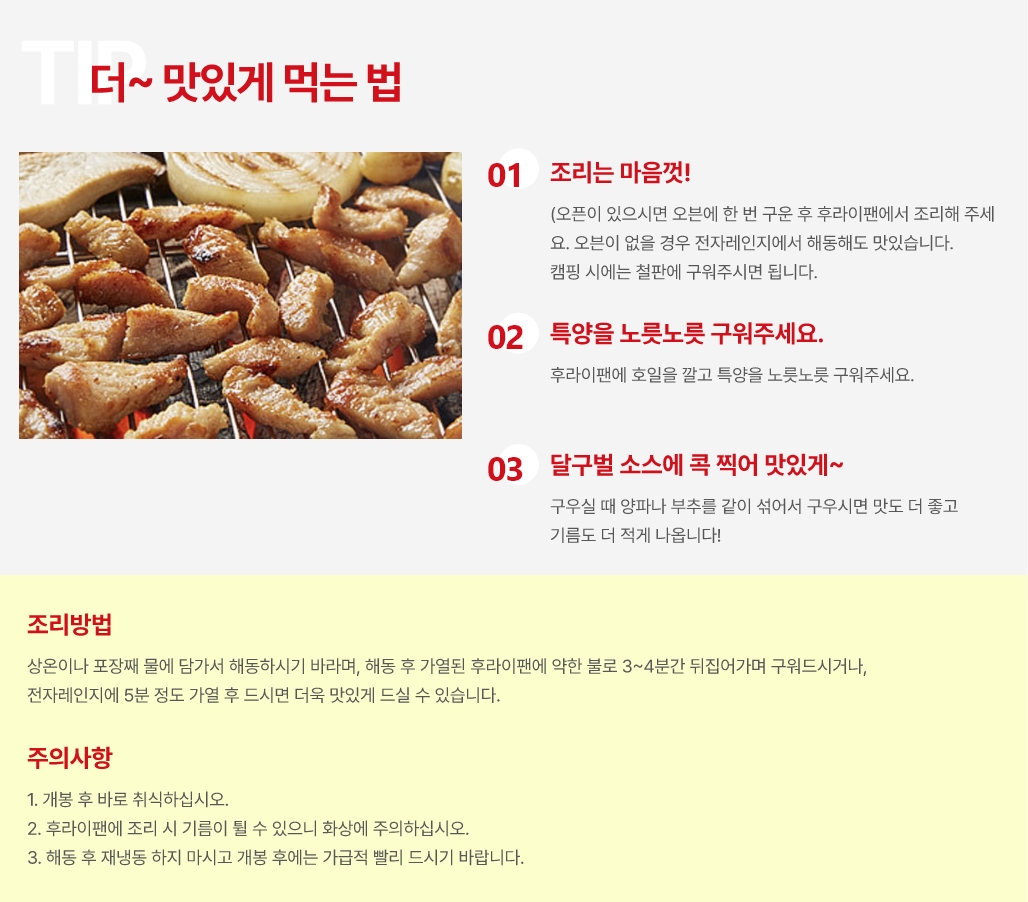 TIP
더~ 맛있게 먹는 법
01
조리는 마음껏!
(오픈이 있으시면 오븐에 한 번 구운 후 후라이팬에서 조리해 주세
요. 오븐이 없을 경우 전자레인지에서 해동해도 맛있습니다.
캠핑 시에는 철판에 구워주시면 됩니다.
02
특양을 노릇노릇 구워주세요.
후라이팬에 호일을 깔고 특양을 노릇노릇 구워주세요.
03
달구벌 소스에 콕 찍어 맛있게~
구우실 때 양파나 부추를 같이 섞어서 구우시면 맛도 더 좋고
기름도 더 적게 나옵니다!
조리방법
상온이나 포장째 물에 담가서 해동하시기 바라며, 해동 후 가열된 후라이팬에 약한 불로 3~4분간 뒤집어가며 구워드시거나,
전자레인지에 5분 정도 가열 후 드시면 더욱 맛있게 드실 수 있습니다.
주의사항
1. 개봉 후 바로 취식하십시오.
2. 후라이팬에 조리 시 기름이 튈 수 있으니 화상에 주의하십시오.
3. 해동 후 재냉동 하지 마시고 개봉 후에는 가급적 빨리 드시기 바랍니다.